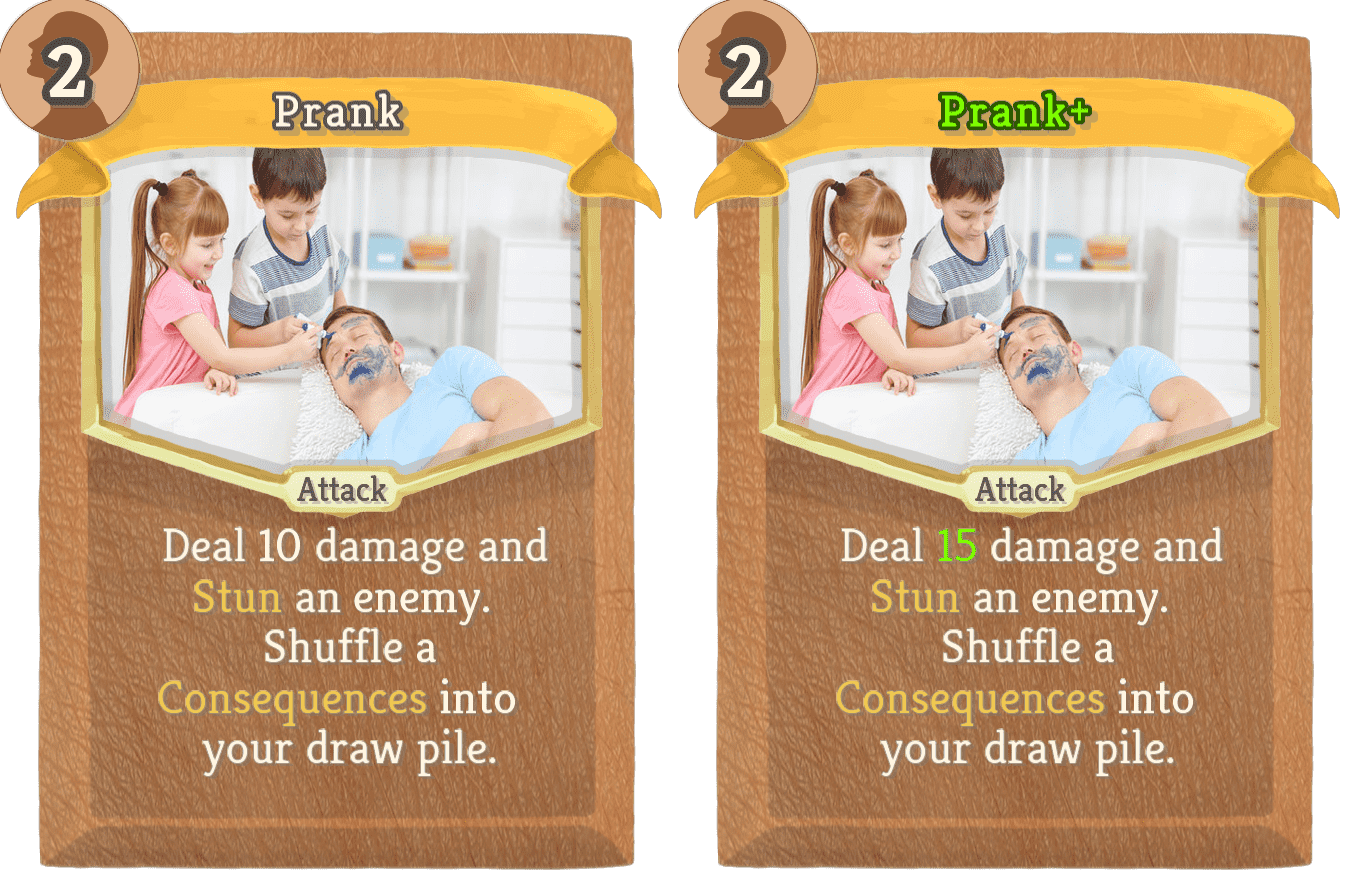 2
Prank
Attack
Deal 10 damage and
Stun an enemy.
Shuffle a
Consequences into
your draw pile.
2
Prank+
Attack
Deal 15 damage and
Stun an enemy.
Shuffle a
Consequences into
your draw pile.